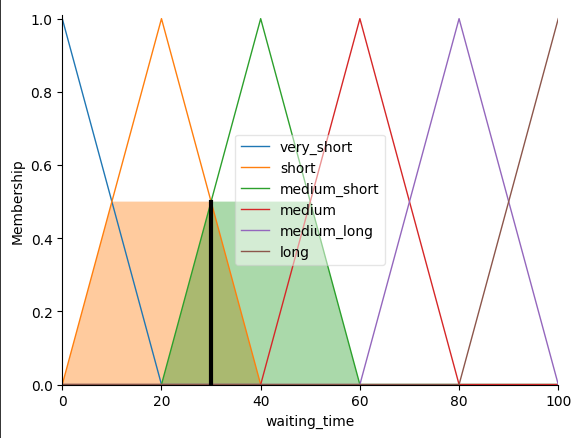 1.0
0.8
0.6
0.4
0.2
0.0
Membership
very_short
short
medium_short
medium
medium_long
long
0 20 40 60 80 100
waiting_time